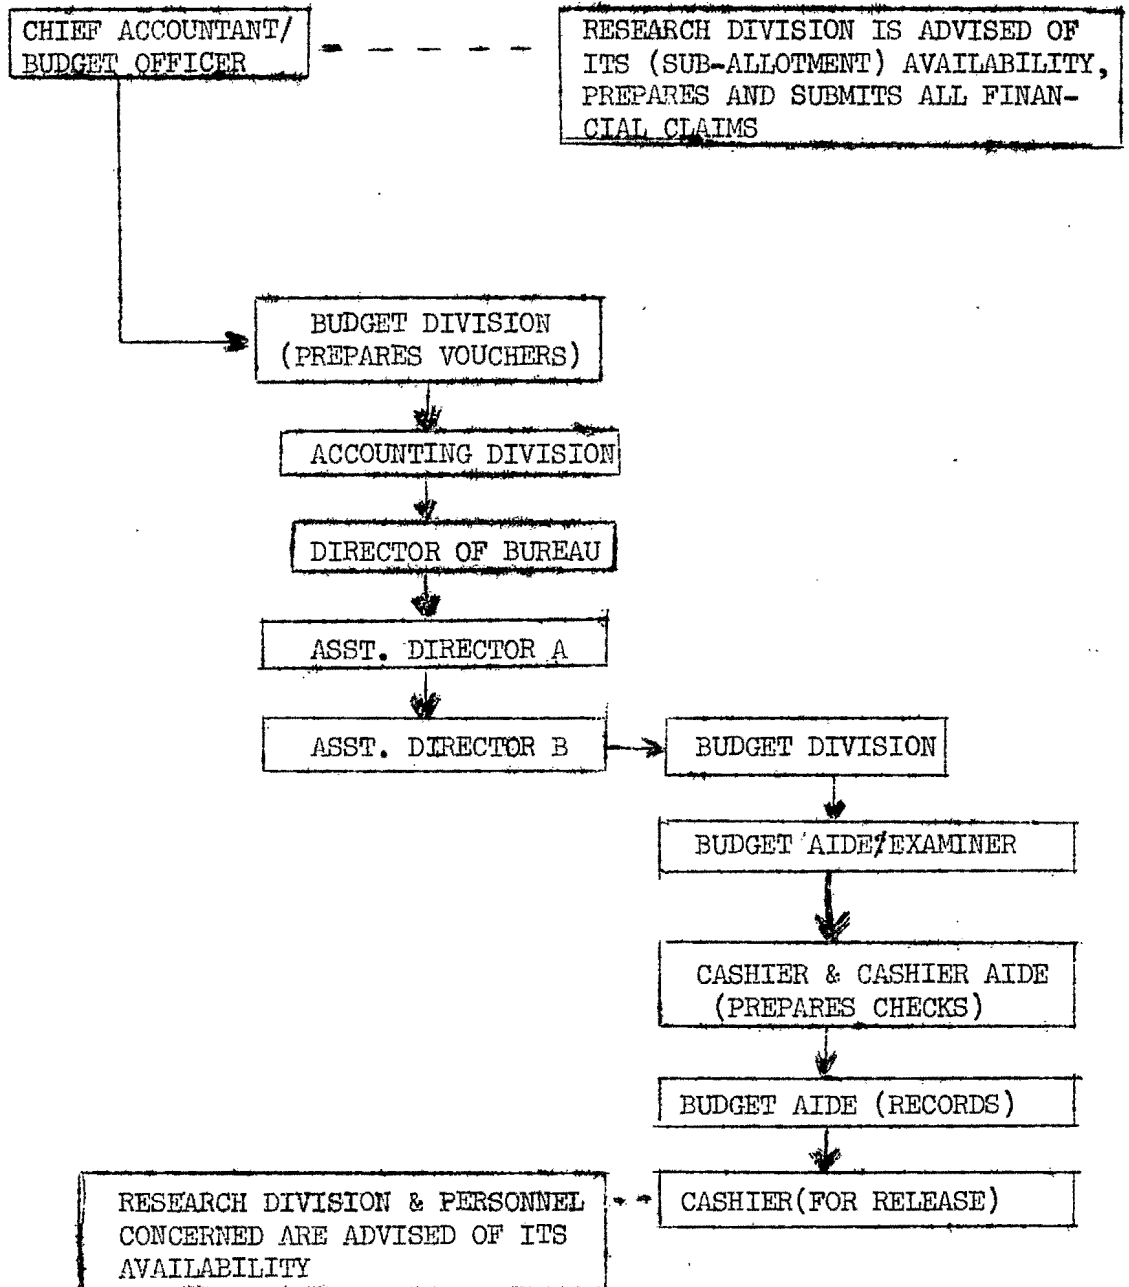 CHIEF ACCOUNTANT/
BUDGET OFFICER
RESEARCH DIVISION IS ADVISED OF
ITS (SUB-ALLOTMENT) AVAILABILITY,
PREPARES AND SUBMITS ALL FINAN-
CIAL CLAIMS
BUDGET DIVISION
(PREPARES VOUCHERS)
ACCOUNTING DIVISION
DIRECTOR OF BUREAU
ASST. DIRECTOR A
ASST. DIRECTOR B
BUDGET DIVISION
BUDGET AIDE/EXAMINER
CASHIER & CASHIER AIDE
(PREPARES CHECKS)
BUDGET AIDE (RECORDS)
CASHIER(FOR RELEASE)
RESEARCH DIVISION & PERSONNEL
CONCERNED ARE ADVISED OF ITS
AVAILABILITY